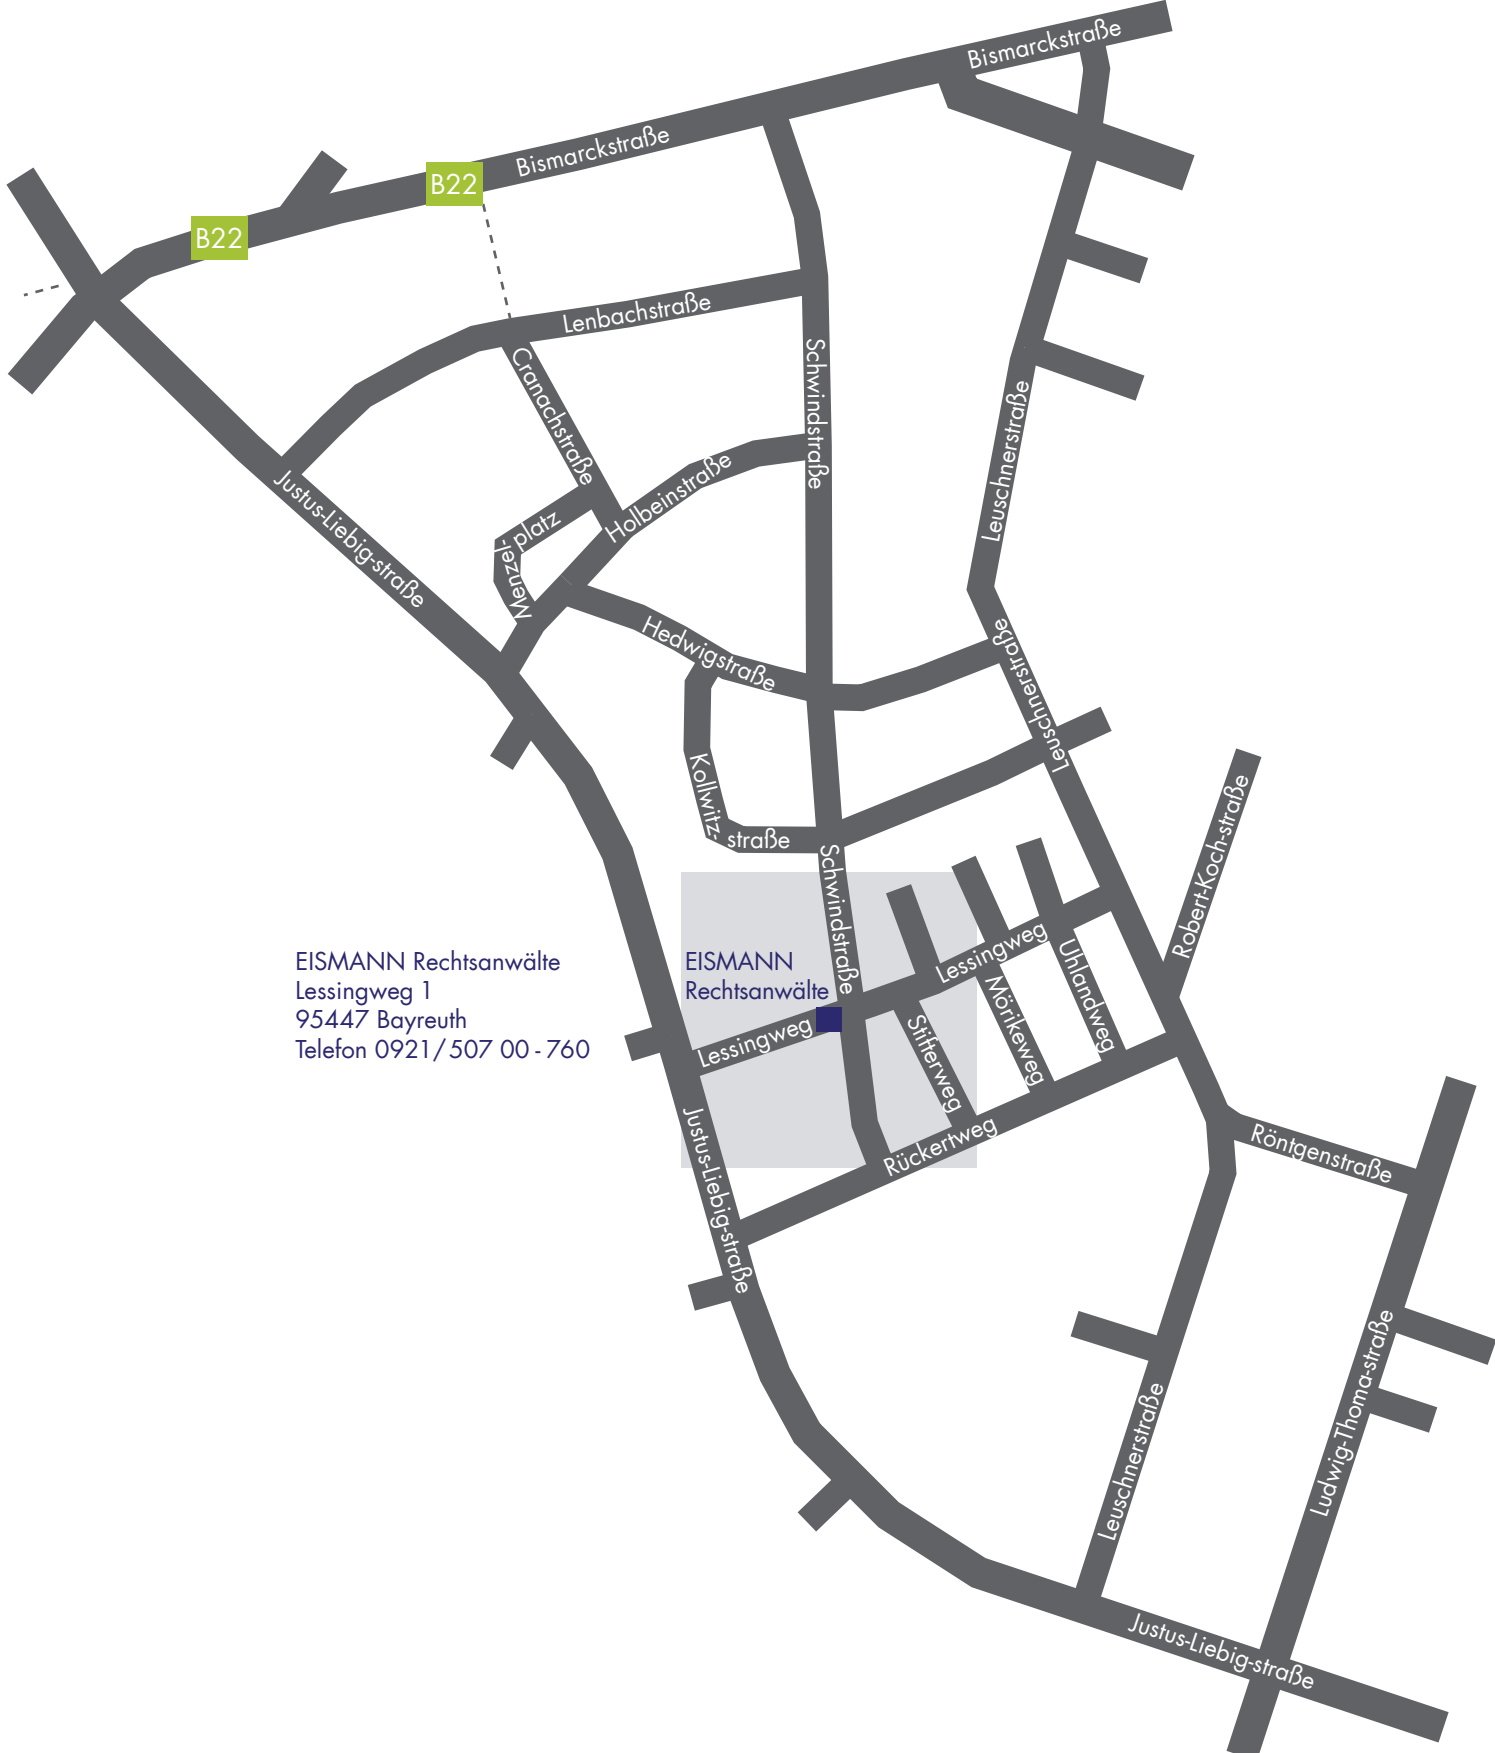 Bismarckstraße
Bismarckstraße
B22
B22
Lenbachstraße
Cranachstraße
Schwindstraße
Leuschnerstraße
Holbeinstraße
Justus-Liebig-straße
Menzel-
platz
Hedwigstraße
Leuschnerstraße
Kollwitz-
straße
Robert-Koch-straße
Schwindstraße
EISMANN Rechtsanwälte
Lessingweg 1
95447 Bayreuth
Telefon 0921/507 00-760
EISMANN
Rechtsanwälte
Lessingweg
Lessingweg
Uhlandweg
Mörikeweg
Stifterweg
Rückertweg
Justus-Liebig-straße
Röntgenstraße
Ludwig-Thoma-straße
Leuschnerstraße
Justus-Liebig-straße